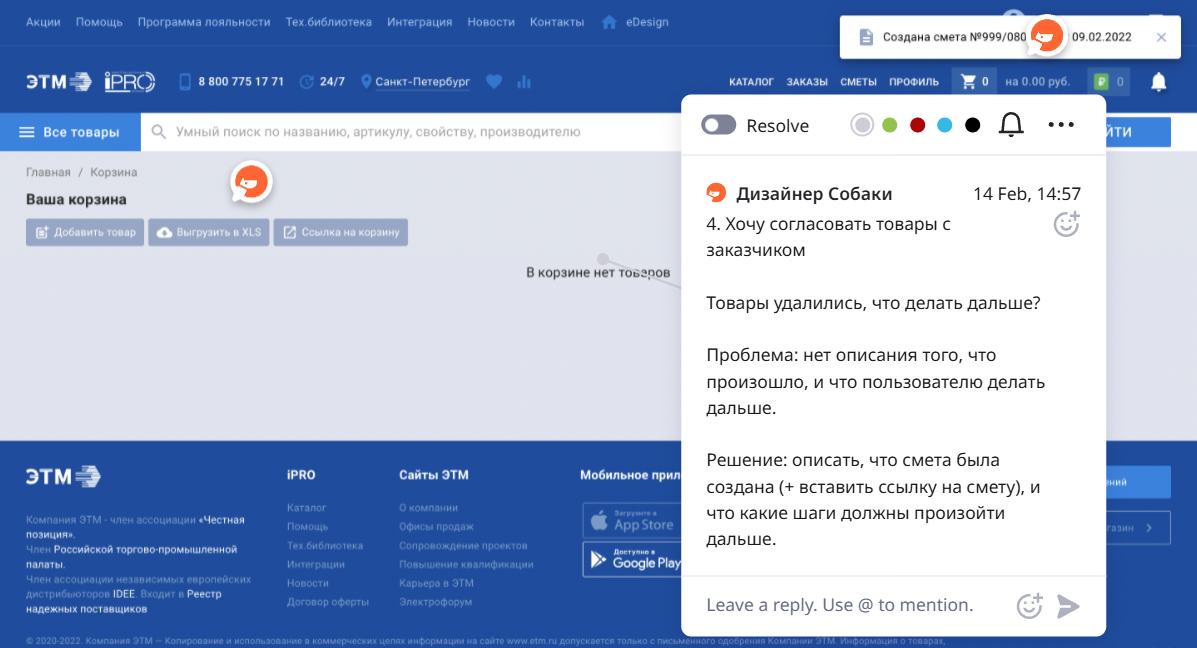 Акции Помощь Программа лояльности Тех.библиотека Интеграция Новости Контакты eDesign
Создана смета №999/080 09.02.2022
ЭТМ iPRO 8 800 775 17 71 24/7 Санкт-Петербург
КАТАЛОГ ЗАКАЗЫ СМЕТЫ ПРОФИЛЬ 0 на 0.00 руб. ₽ 0
Все товары Умный поиск по названию, артикулу, свойству, производителю
ЙТИ
Главная / Корзина
Ваша корзина
Добавить товар Выгрузить в XLS Ссылка на корзину
В корзине нет товаров
Resolve
Дизайнер Собаки 14 Feb, 14:57
4. Хочу согласовать товары с
заказчиком
Товары удалились, что делать дальше?
Проблема: нет описания того, что
произошло, и что пользователю делать
дальше.
Решение: описать, что смета была
создана (+ вставить ссылку на смету), и
что какие шаги должны произойти
дальше.
Leave a reply. Use @ to mention.
ЭТМ
Компания ЭТМ - член ассоциации «Честная
позиция».
Член Российской торгово-промышленной
палаты.
Член ассоциации независимых европейских
дистрибьюторов IDEE. Входит в Реестр
надежных поставщиков
iPRO
Каталог
Помощь
Тех.библиотека
Интеграции
Новости
Договор оферты
Сайты ЭТМ
О компании
Офисы продаж
Сопровождение проектов
Повышение квалификации
Карьера в ЭТМ
Электрофорум
Мобильное прил
Загрузите в
App Store
Доступно в
Google Play
ений
газин
© 2020-2022. Компания ЭТМ — Копирование и использование в коммерческих целях информации на сайте www.etm.ru допускается только с письменного одобрения Компании ЭТМ. Информация о товарах,